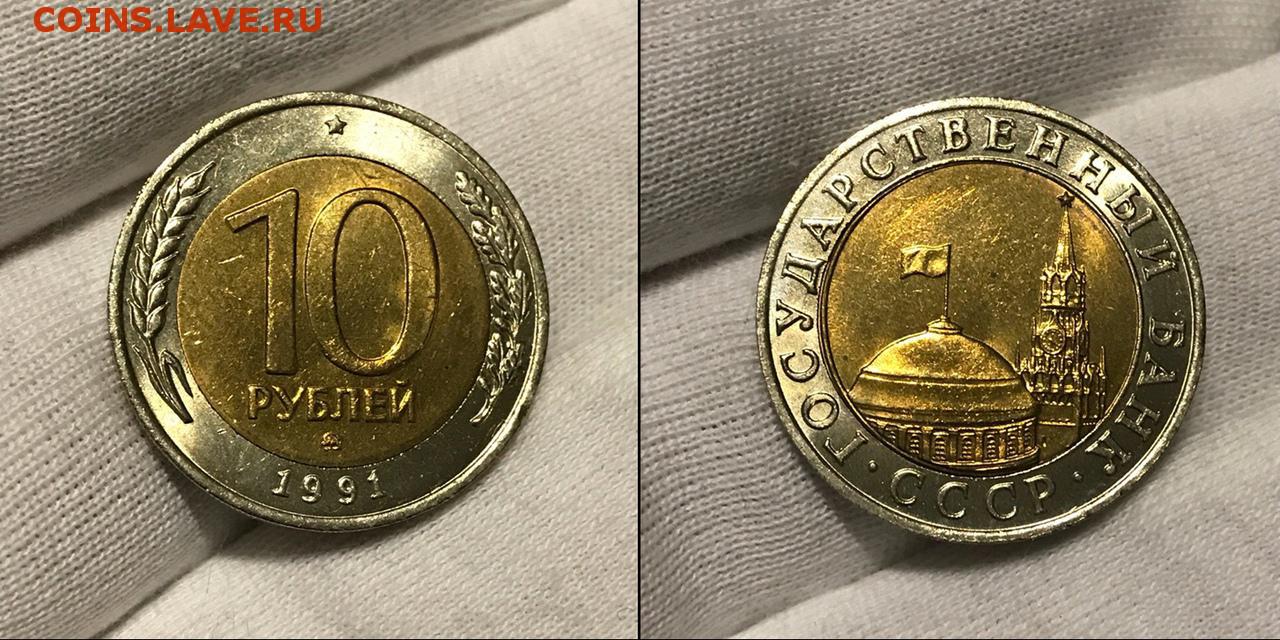 COINS.LAVE.RU
10
РУБЛЕЙ
1991
ГОСУДАРСТВЕННЫЙ БАНК
· СССР ·